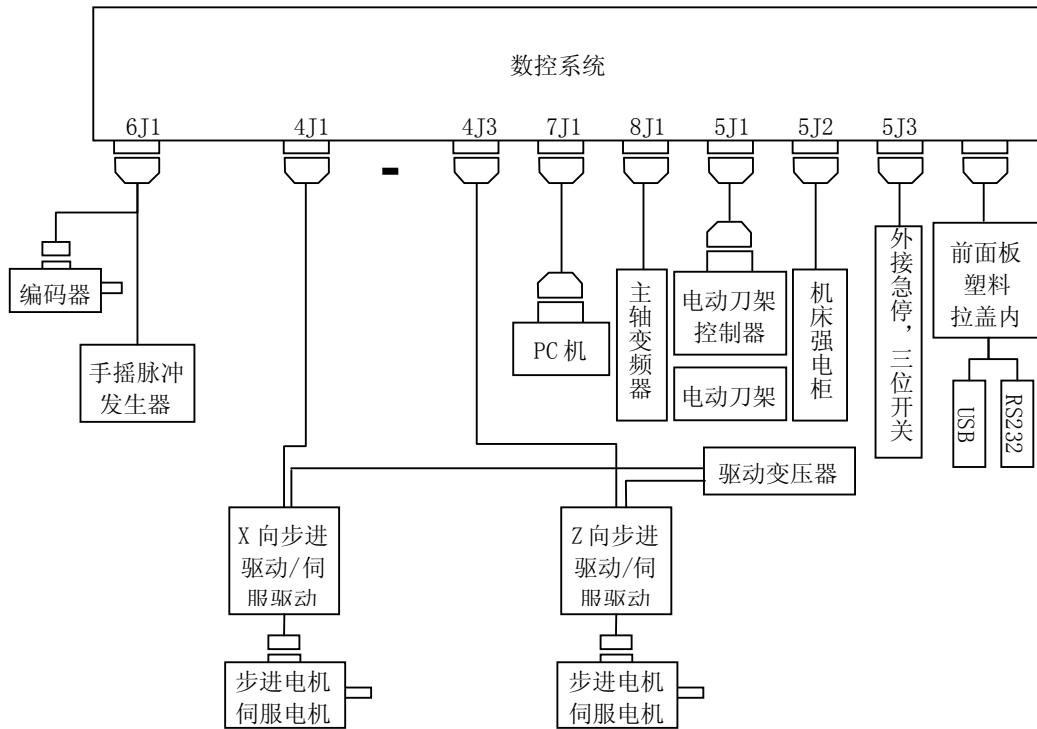 数控系统
6J1
4J1
4J3
7J1
8J1
5J1
5J2
5J3
编码器
手摇脉冲
发生器
PC机
主轴变频器
电动刀架
控制器
电动刀架
机床强电柜
外接急停，三位开关
前面板
塑料
拉盖内
USB
RS232
驱动变压器
X向步进
驱动/伺
服驱动
Z向步进
驱动/伺
服驱动
步进电机
伺服电机
步进电机
伺服电机